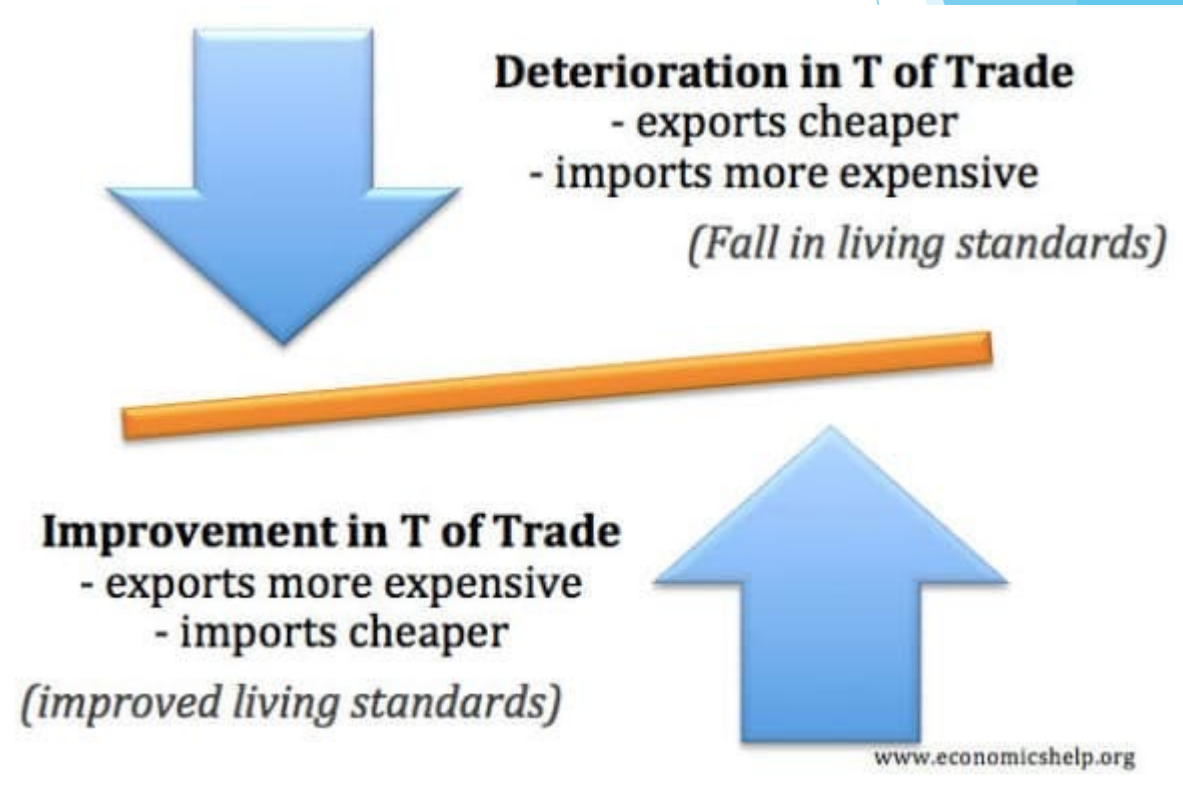 Deterioration in T of Trade
- exports cheaper
- imports more expensive
(Fall in living standards)
Improvement in T of Trade
- exports more expensive
- imports cheaper
(improved living standards)
www.economicshelp.org